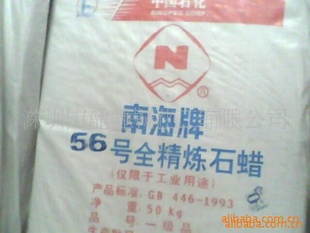 中国石化
SINOPEC CORP
N
®
南海牌
56号全精炼石蜡
(仅限于工业用途)
产品标准: GB 446-1993
净 重: 50 kg
品 号: 一级品
alibaba.com.cn